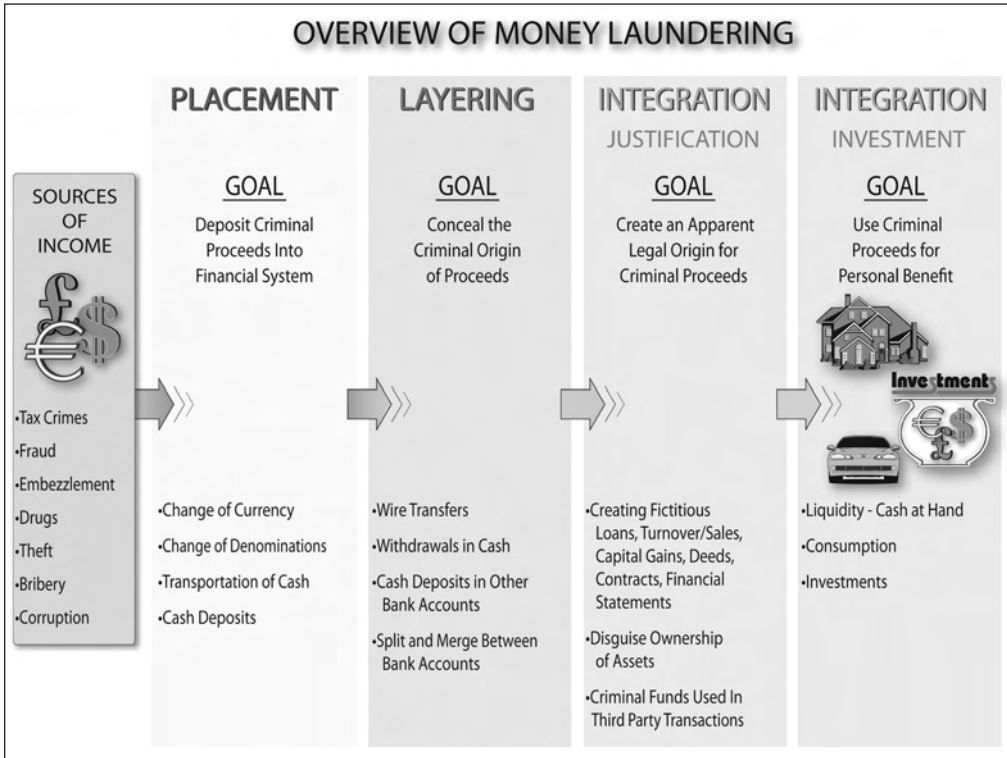 OVERVIEW OF MONEY LAUNDERING
SOURCES
OF
INCOME
£
$
€
•Tax Crimes
•Fraud
•Embezzlement
•Drugs
•Theft
•Bribery
•Corruption
PLACEMENT
GOAL
Deposit Criminal
Proceeds Into
Financial System
•Change of Currency
•Change of Denominations
•Transportation of Cash
•Cash Deposits
LAYERING
GOAL
Conceal the
Criminal Origin
of Proceeds
•Wire Transfers
•Withdrawals in Cash
•Cash Deposits in Other
Bank Accounts
•Split and Merge Between
Bank Accounts
INTEGRATION
JUSTIFICATION
GOAL
Create an Apparent
Legal Origin for
Criminal Proceeds
•Creating Fictitious
Loans, Turnover/Sales,
Capital Gains, Deeds,
Contracts, Financial
Statements
•Disguise Ownership
of Assets
•Criminal Funds Used In
Third Party Transactions
INTEGRATION
INVESTMENT
GOAL
Use Criminal
Proceeds for
Personal Benefit
Investments
€ $
£
•Liquidity - Cash at Hand
•Consumption
•Investments